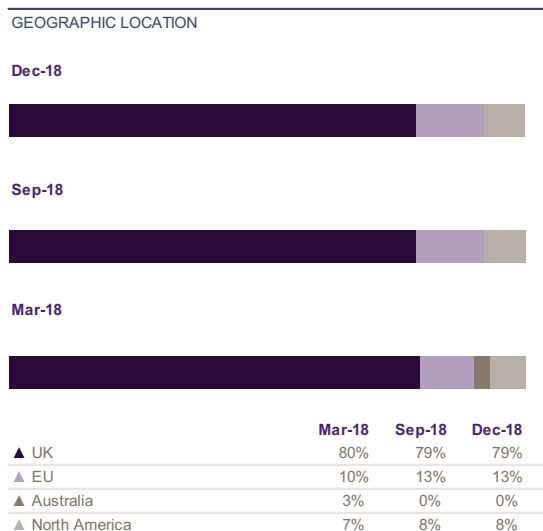 GEOGRAPHIC LOCATION
Dec-18
Sep-18
Mar-18
Mar-18 Sep-18 Dec-18
▲ UK 80% 79% 79%
▲ EU 10% 13% 13%
▲ Australia 3% 0% 0%
▲ North America 7% 8% 8%